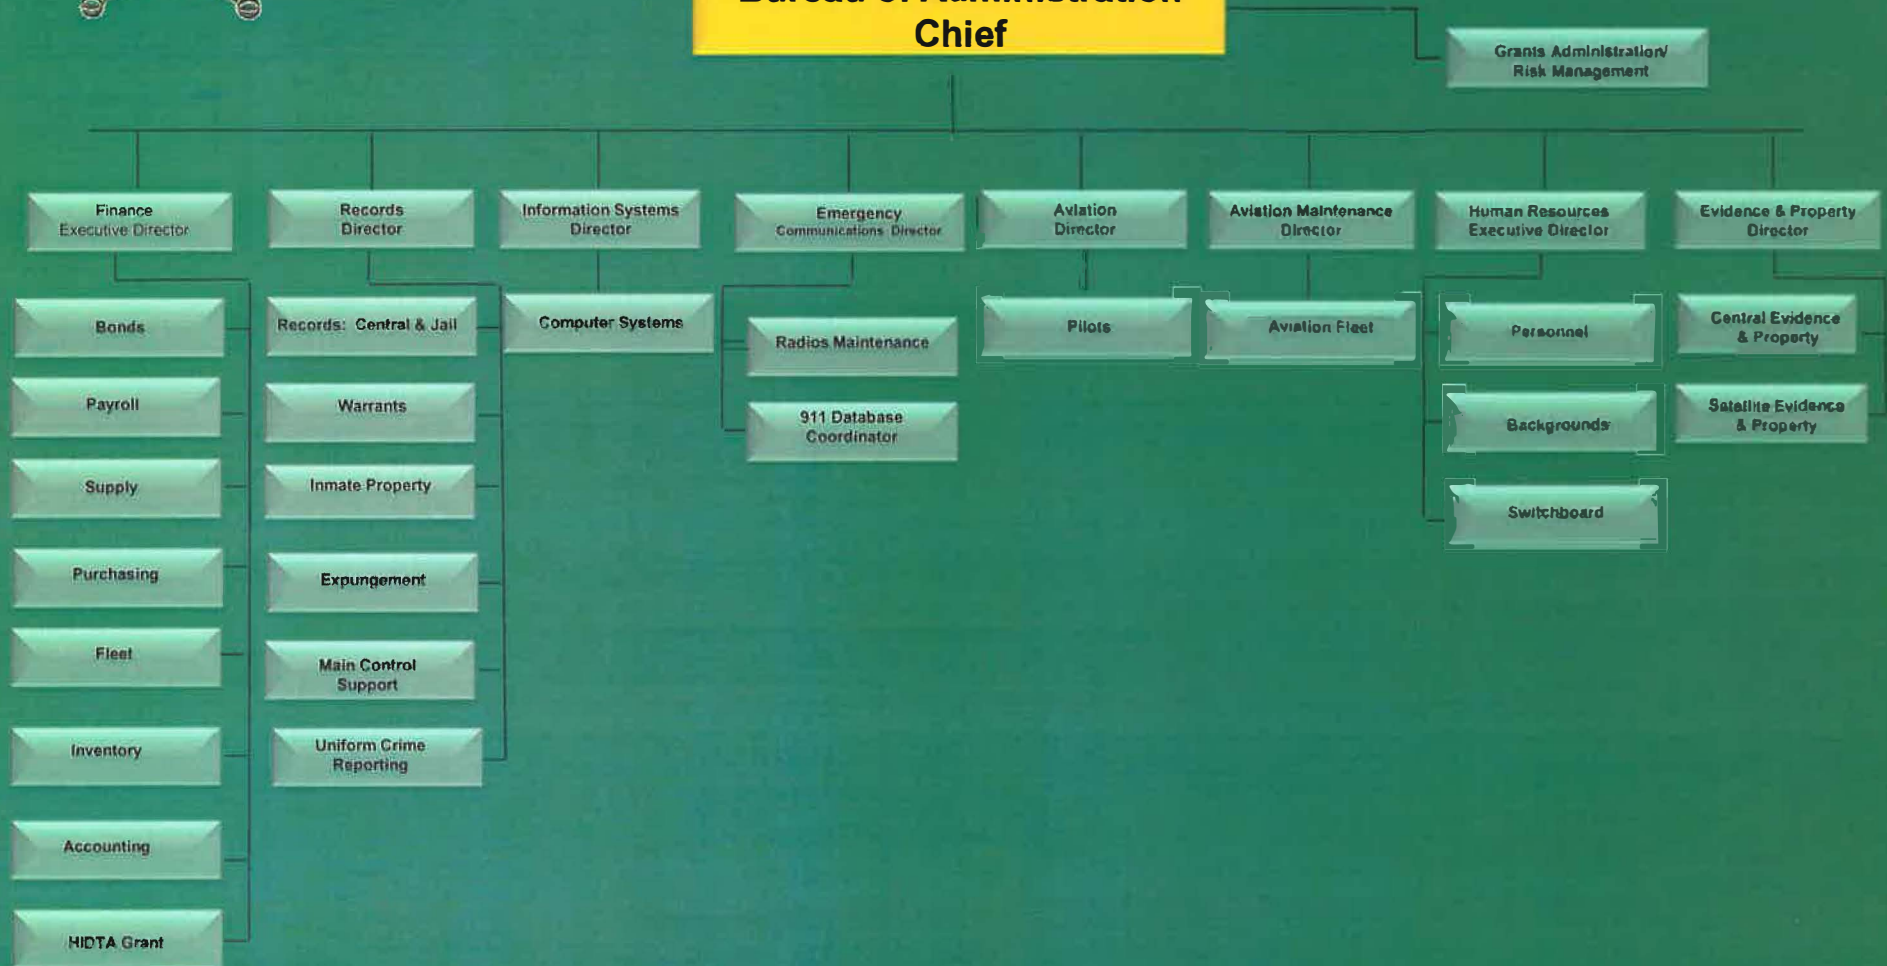 Bureau of Administration
Chief
Grants Administration/
Risk Management
Finance
Executive Director
Records
Director
Information Systems
Director
Emergency
Communications Director
Aviation
Director
Aviation Maintenance
Director
Human Resources
Executive Director
Evidence & Property
Director
Bonds
Payroll
Supply
Purchasing
Fleet
Inventory
Accounting
HIDTA Grant
Records: Central & Jail
Warrants
Inmate Property
Expungement
Main Control
Support
Uniform Crime
Reporting
Computer Systems
Radios Maintenance
911 Database
Coordinator
Pilots
Aviation Fleet
Personnel
Backgrounds
Switchboard
Central Evidence
& Property
Satellite Evidence
& Property